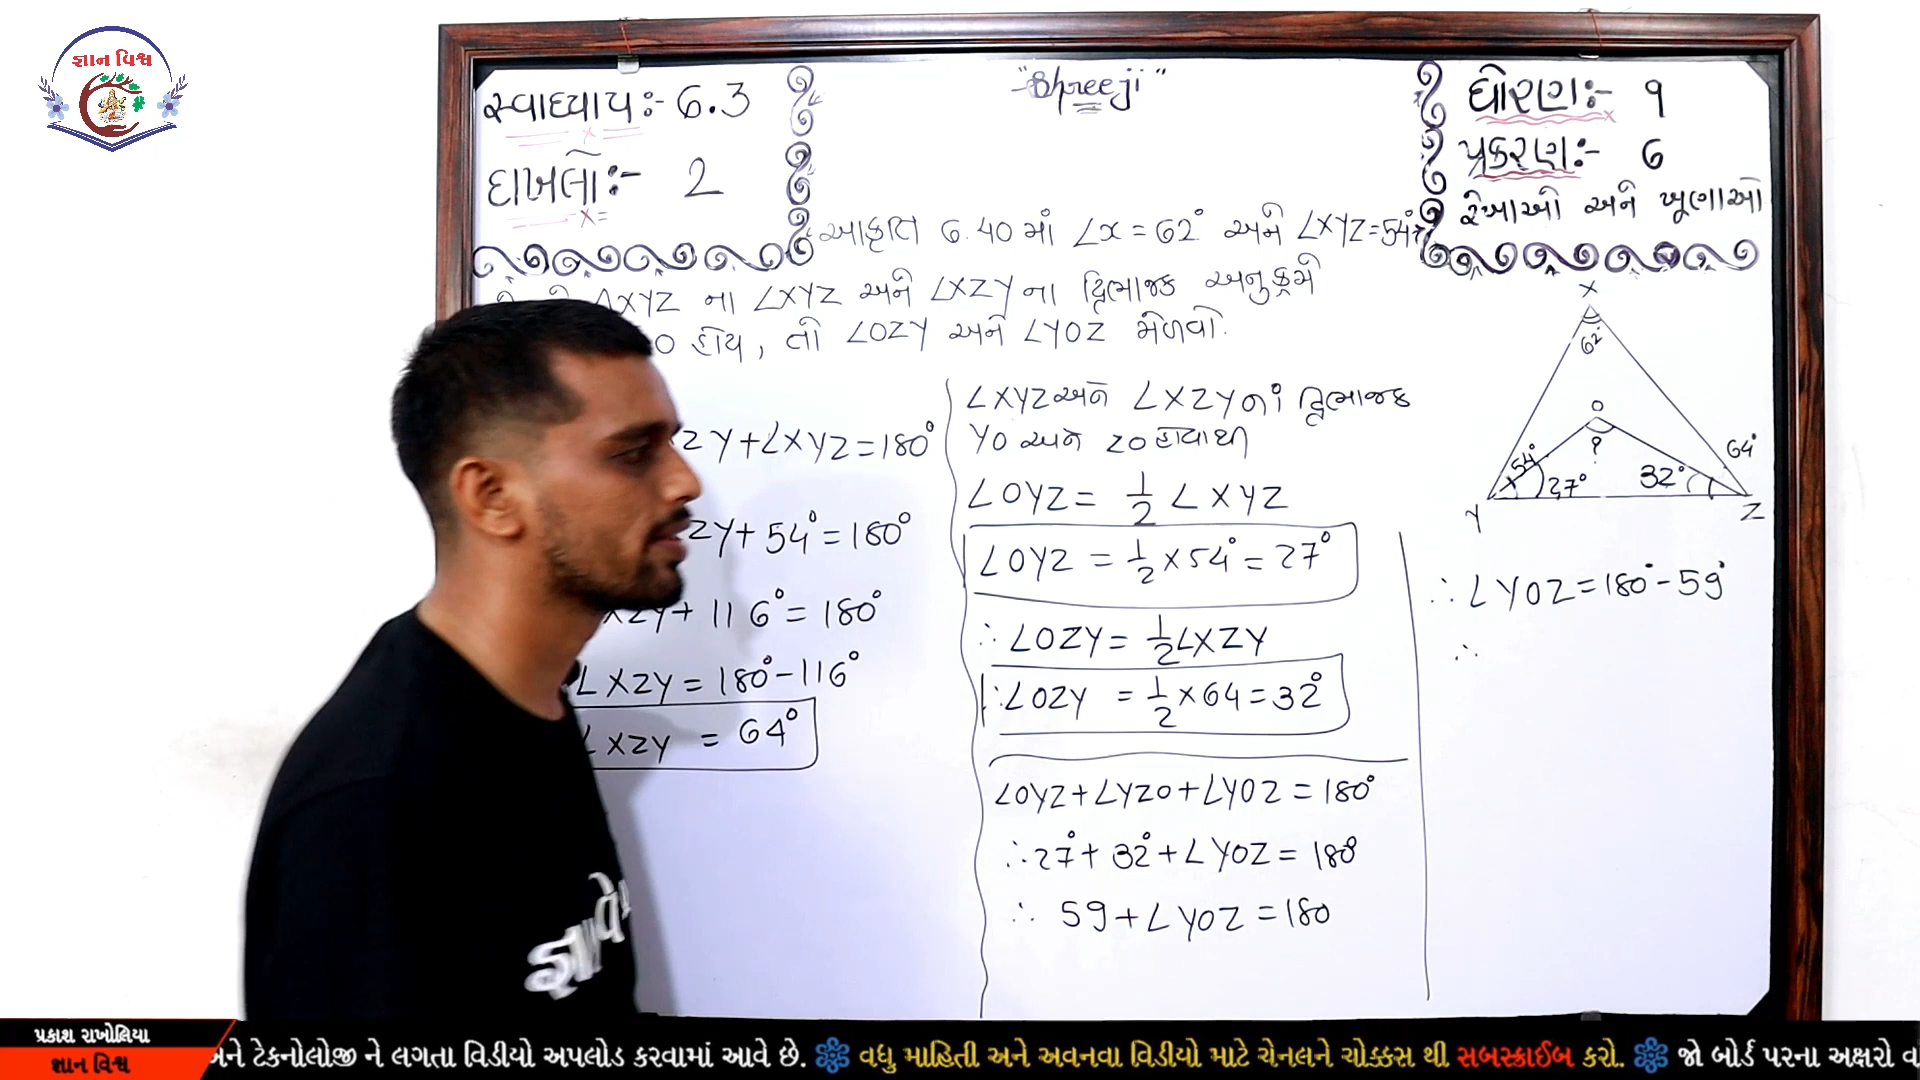 જ્ઞાન વિશ્વ
સ્વાધ્યાય:- 6.3
દાખલો:- 2
"Shreeji"
ધોરણ:- ૧
પ્રકરણ:- 6
રેખાઓ અને ખૂણાઓ
આકૃતિ 6.40 માં ∠x = 62° અને ∠XYZ = 54°
△XYZ ના ∠XYZ અને ∠XZY ના દ્વિભાજક અનુક્રમે
O હોય, તો ∠OZY અને ∠YOZ મેળવો.
ZY + ∠XYZ = 180°
ZY + 54° = 180°
XZY + 116° = 180°
∠XZY = 180° - 116°
∠XZY = 64°
∠XYZ અને ∠XZY નાં દ્વિભાજક
YO અને ZO હોવાથી
∠OYZ = 1/2 ∠XYZ
∠OYZ = 1/2 × 54° = 27°
∴ ∠OZY = 1/2 ∠XZY
∴ ∠OZY = 1/2 × 64 = 32°
∠OYZ + ∠YZO + ∠YOZ = 180°
∴ 27° + 32° + ∠YOZ = 180°
∴ 59 + ∠YOZ = 180
X
62°
O
?
54°
27°
32°
64°
Y
Z
∴ ∠YOZ = 180° - 59°
∴
પ્રકાશ રાખોલિયા
જ્ઞાન વિશ્વ
અને ટેકનોલોજી ને લગતા વિડીયો અપલોડ કરવામાં આવે છે. વધુ માહિતી અને અવનવા વિડીયો માટે ચેનલને ચોક્કસ થી સબસ્ક્રાઈબ કરો. જો બોર્ડ પરના અક્ષરો વ